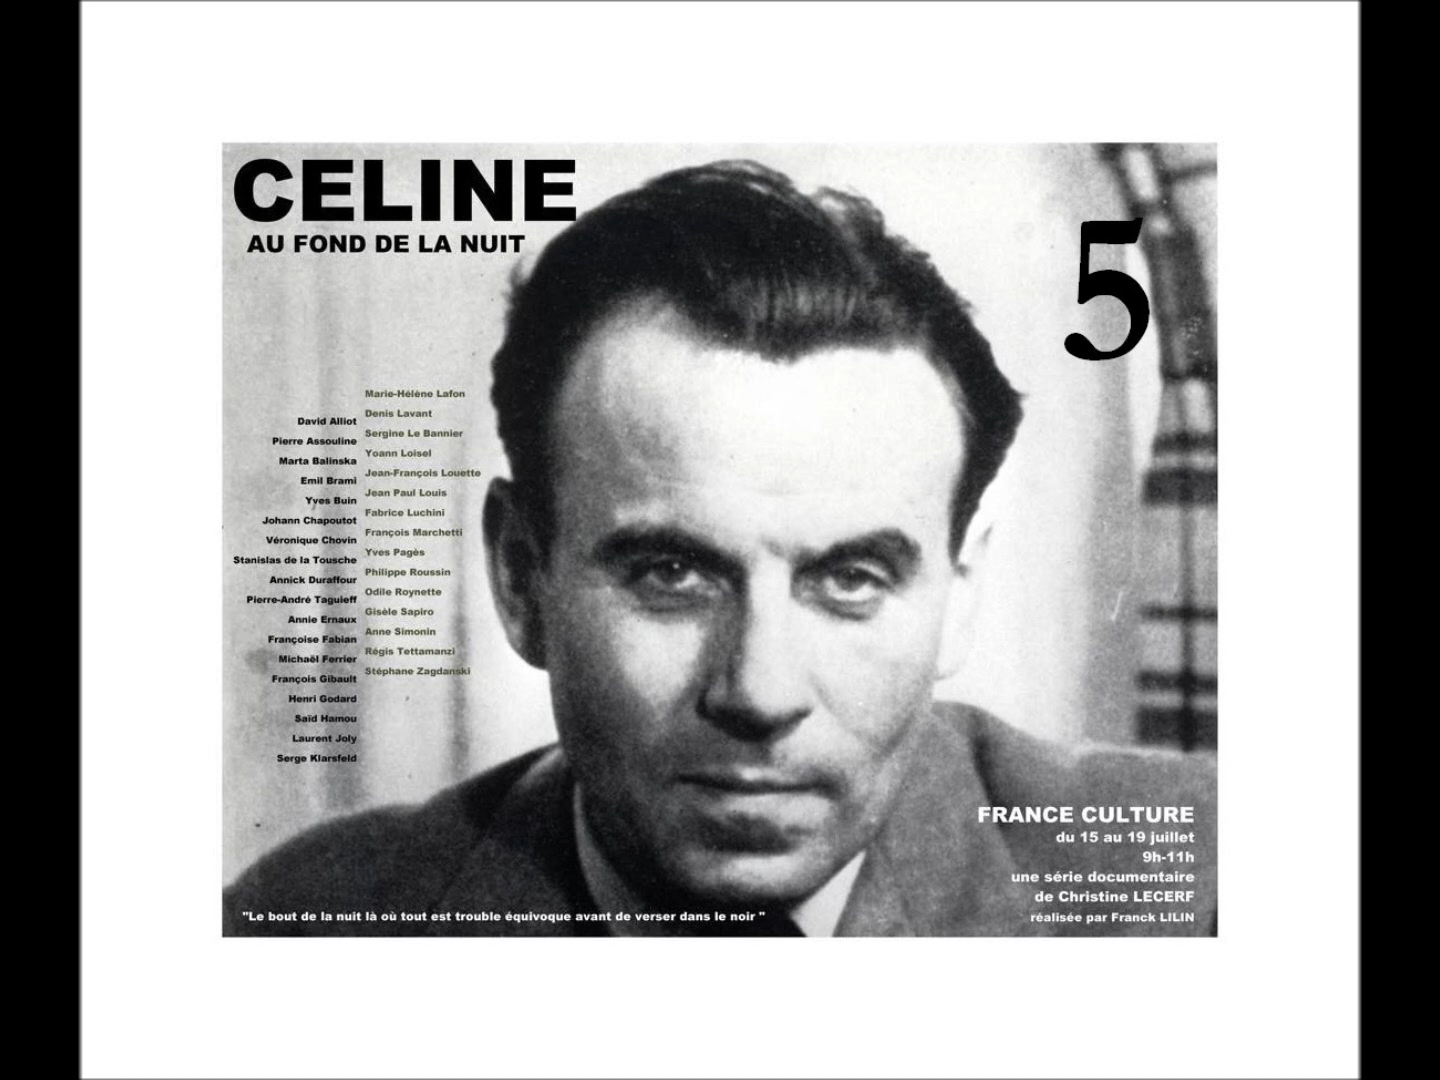 CELINE
AU FOND DE LA NUIT
5
David Alliot
Pierre Assouline
Marta Balinska
Emil Brami
Yves Buin
Johann Chapoutot
Véronique Chovin
Stanislas de la Tousche
Annick Duraffour
Pierre-André Taguieff
Annie Ernaux
Françoise Fabian
Michaël Ferrier
François Gibault
Henri Godard
Saïd Hamou
Laurent Joly
Serge Klarsfeld
Marie-Hélène Lafon
Denis Lavant
Sergine Le Bannier
Yoann Loisel
Jean-François Louette
Jean Paul Louis
Fabrice Luchini
François Marchetti
Yves Pagès
Philippe Roussin
Odile Roynette
Gisèle Sapiro
Anne Simonin
Régis Tettamanzi
Stéphane Zagdanski
FRANCE CULTURE
du 15 au 19 juillet
9h-11h
une série documentaire
de Christine LECERF
réalisée par Franck LILIN
"Le bout de la nuit là où tout est trouble équivoque avant de verser dans le noir "